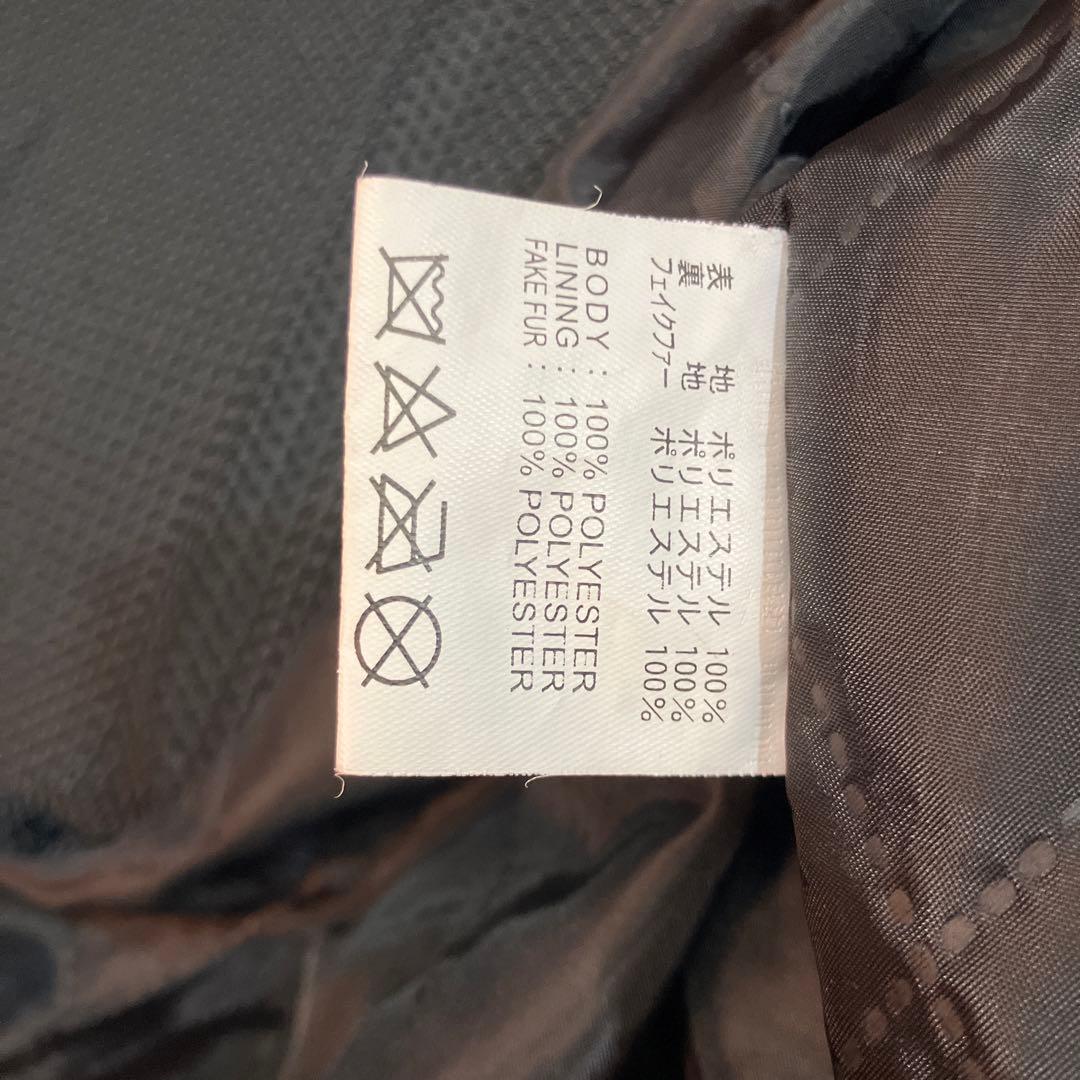 表　　　地　ポリエステル 100%
裏　　　地　ポリエステル 100%
フェイクファー　ポリエステル 100%
BODY : 100% POLYESTER
LINING : 100% POLYESTER
FAKE FUR : 100% POLYESTER